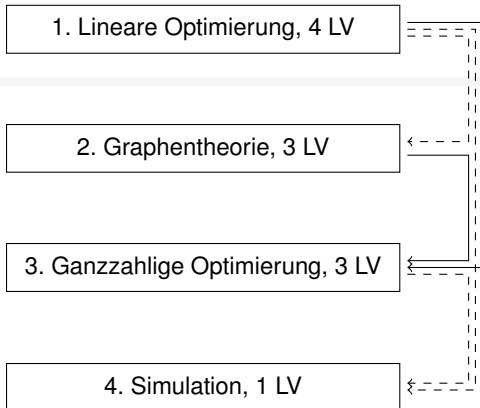 1. Lineare Optimierung, 4 LV
2. Graphentheorie, 3 LV
3. Ganzzahlige Optimierung, 3 LV
4. Simulation, 1 LV